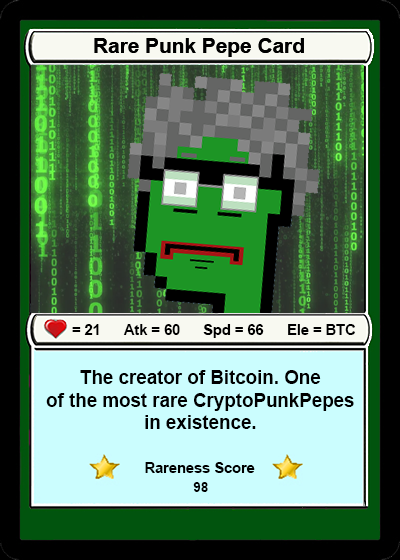 Rare Punk Pepe Card
= 21 Atk = 60 Spd = 66 Ele = BTC
The creator of Bitcoin. One
of the most rare CryptoPunkPepes
in existence.
Rareness Score
98